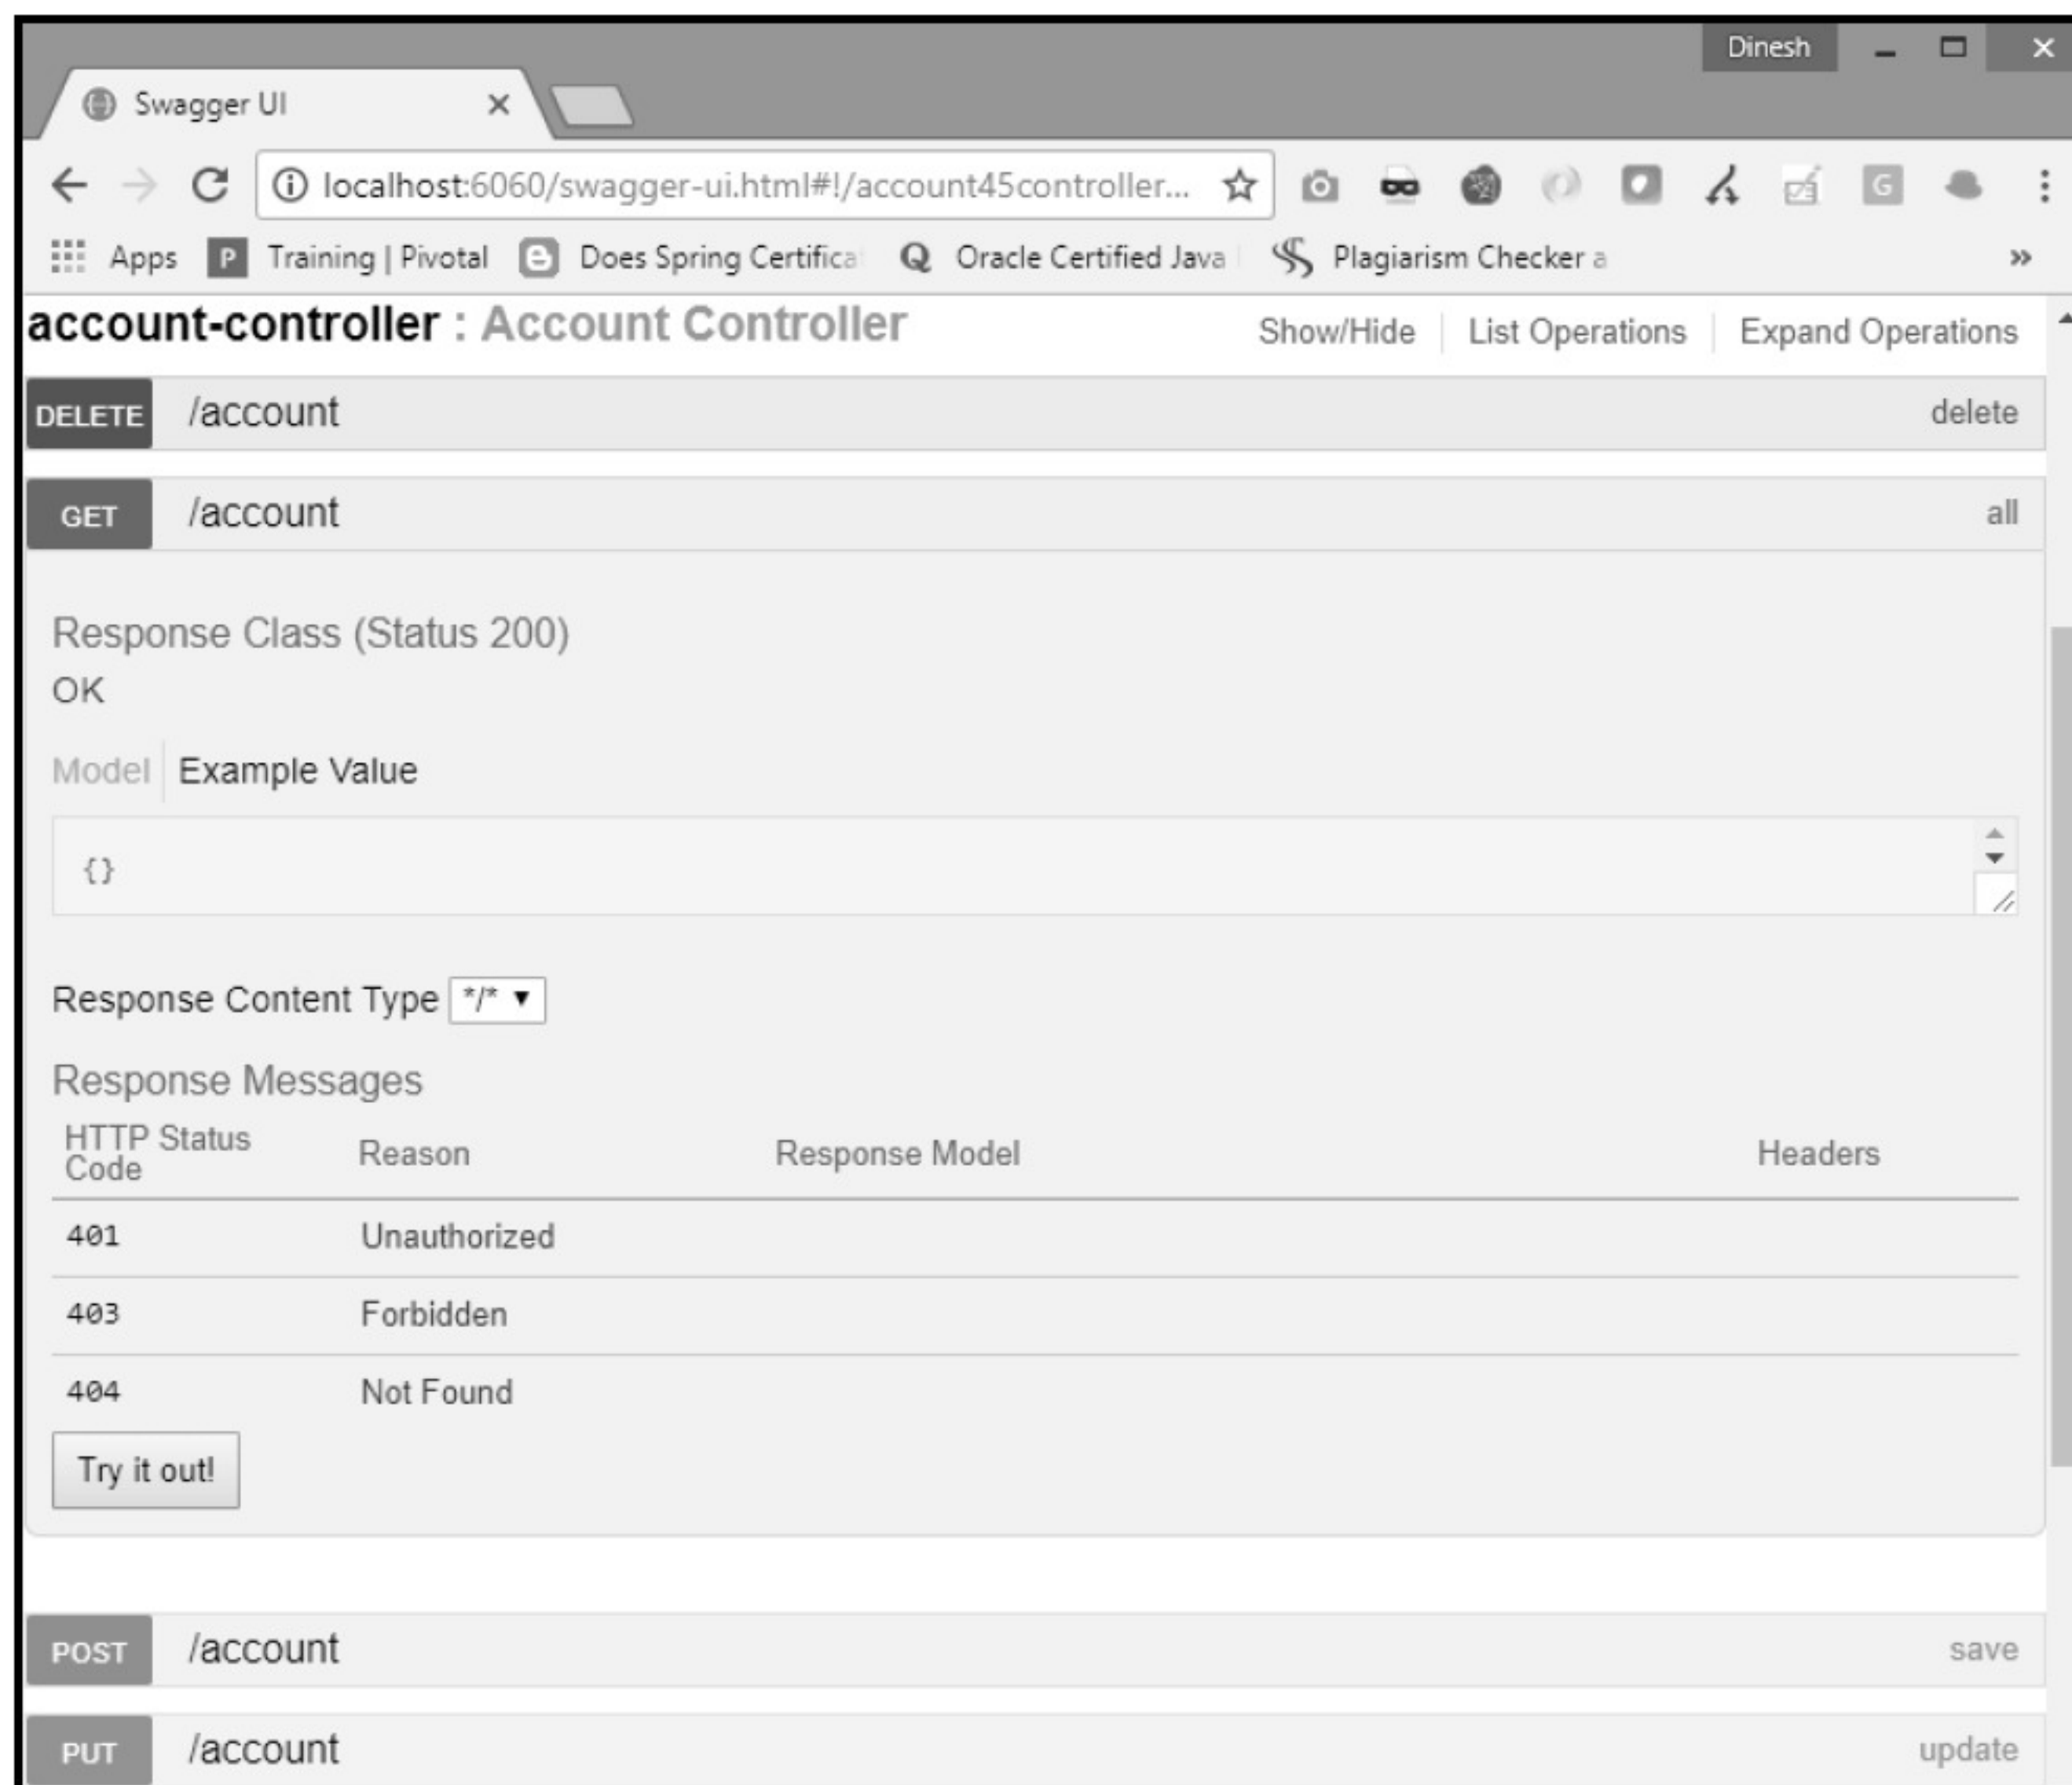 Dinesh
Swagger UI
localhost:6060/swagger-ui.html#!/account45controller...
G
Apps P Training | Pivotal Does Spring Certifica Q Oracle Certified Java Plagiarism Checker a »
account-controller : Account Controller Show/Hide List Operations Expand Operations
DELETE /account delete
GET /account all
Response Class (Status 200)
OK
Model Example Value
{}
Response Content Type */*
Response Messages
HTTP Status Code Reason Response Model Headers
401 Unauthorized
403 Forbidden
404 Not Found
Try it out!
POST /account save
PUT /account update